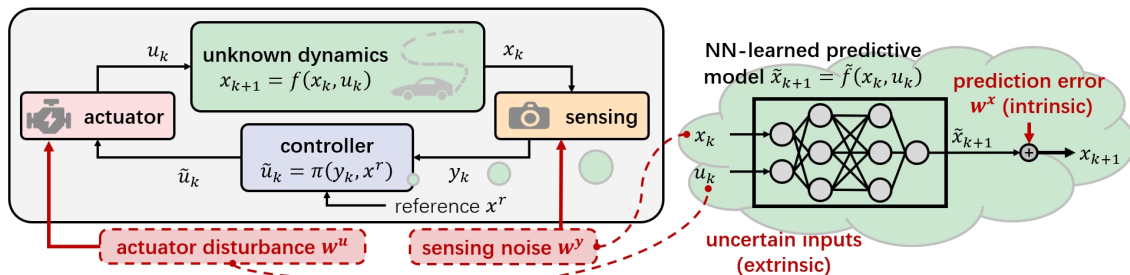 unknown dynamics
x_{k+1} = f(x_k, u_k)
u_k
x_k
actuator
sensing
controller
ũ_k = π(y_k, x^r)
ũ_k
y_k
reference x^r
actuator disturbance w^u
sensing noise w^y
NN-learned predictive
model x̃_{k+1} = f̃(x_k, u_k)
prediction error
w^x (intrinsic)
x_k
u_k
x̃_{k+1}
+
x_{k+1}
uncertain inputs
(extrinsic)